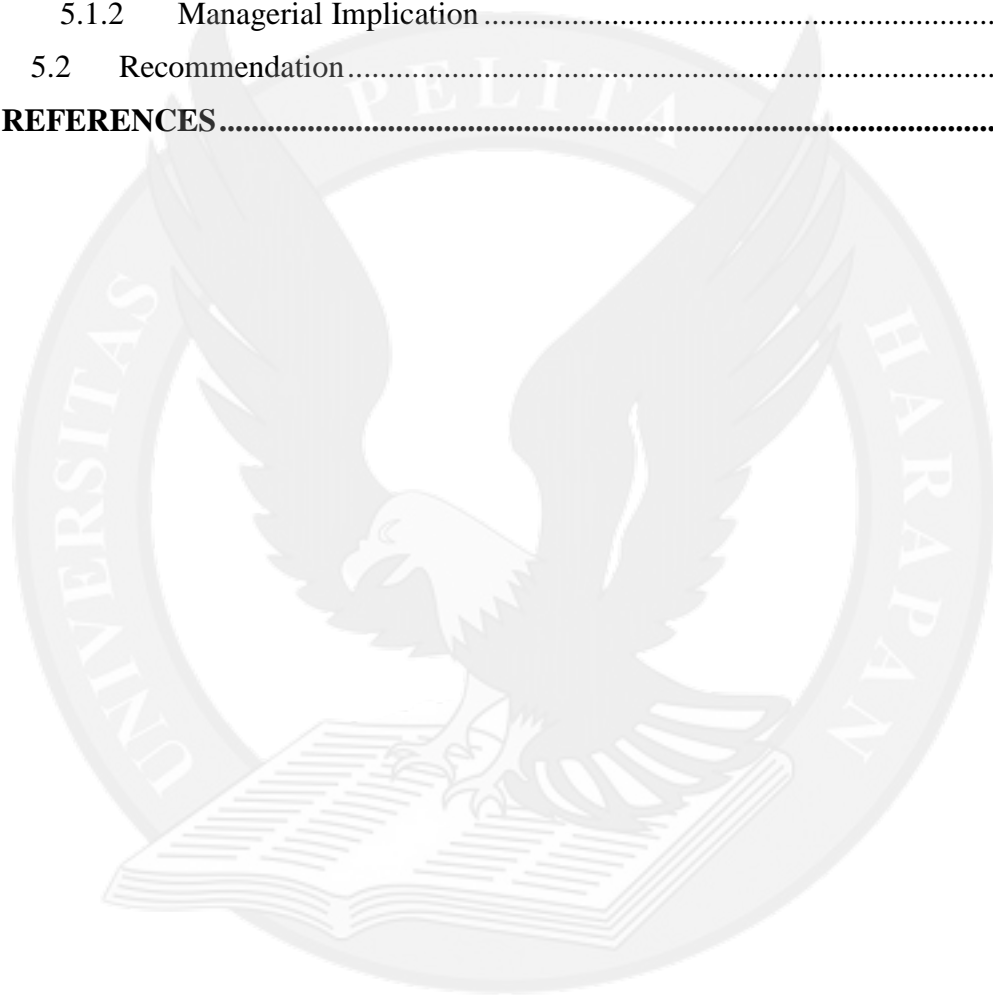 5.1.2 Managerial Implication ........................................................................
5.2 Recommendation ........................................................................
REFERENCES ........................................................................
UNIVERSITAS PELITA HARAPAN